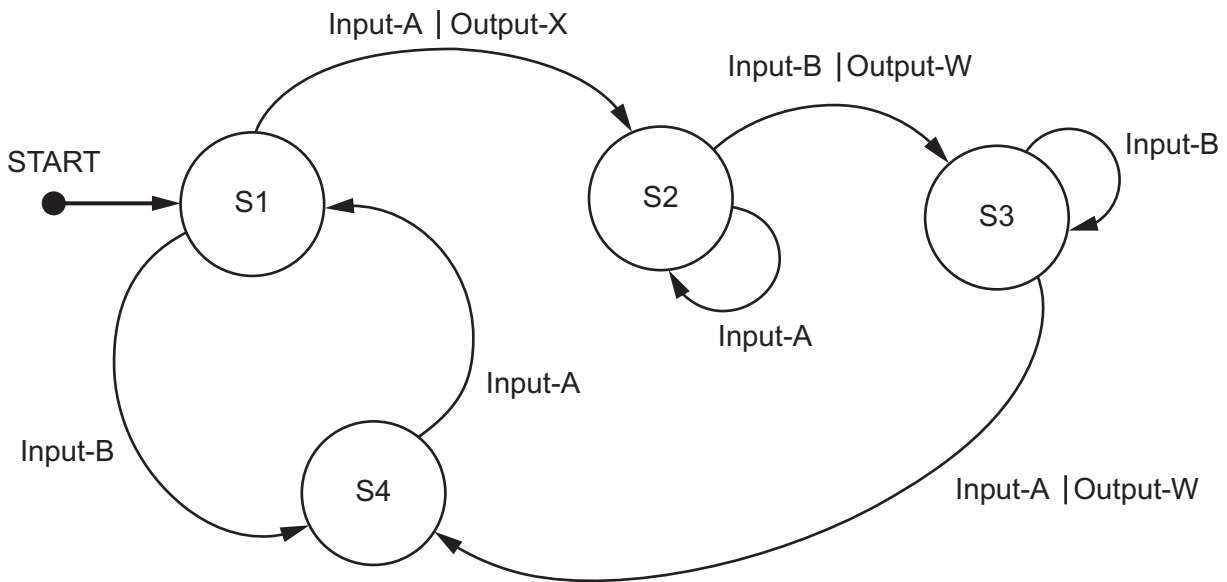 Input-A | Output-X
Input-B | Output-W
Input-B
START
S1
S2
S3
Input-A
Input-A
Input-B
S4
Input-A | Output-W